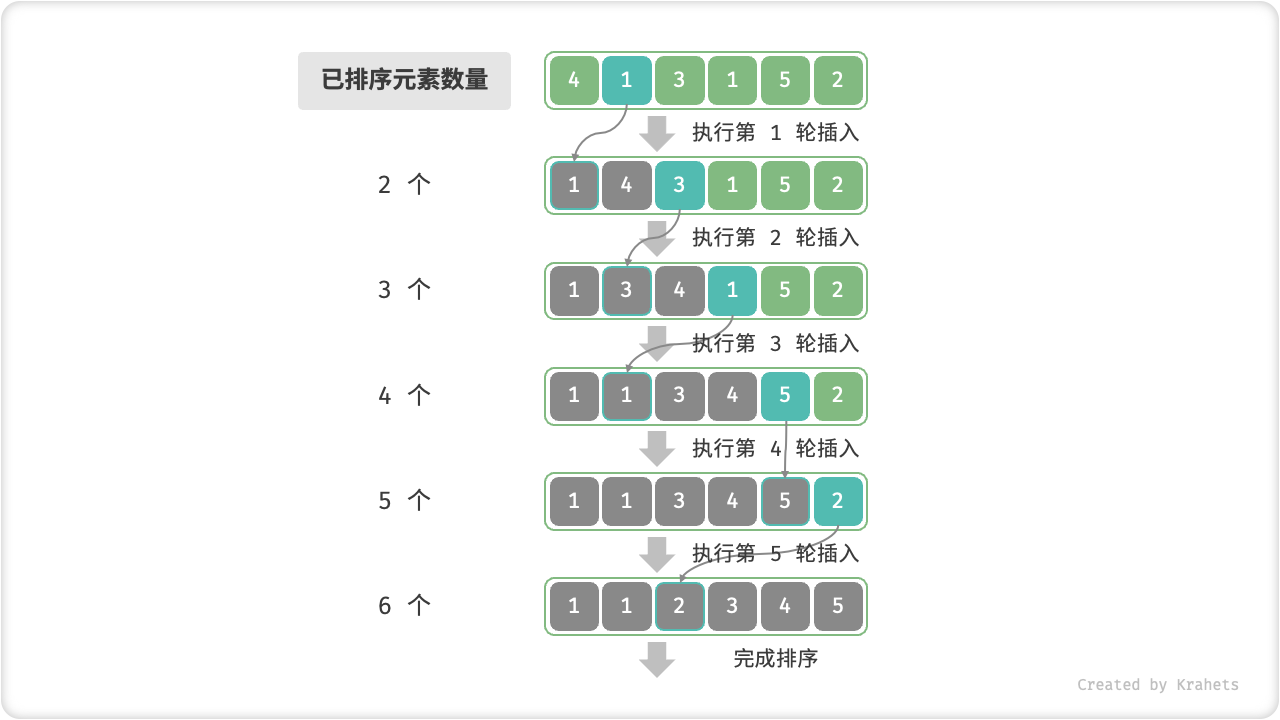 已排序元素数量 4 1 3 1 5 2
执行第 1 轮插入
2 个 1 4 3 1 5 2
执行第 2 轮插入
3 个 1 3 4 1 5 2
执行第 3 轮插入
4 个 1 1 3 4 5 2
执行第 4 轮插入
5 个 1 1 3 4 5 2
执行第 5 轮插入
6 个 1 1 2 3 4 5
完成排序
Created by Krahets